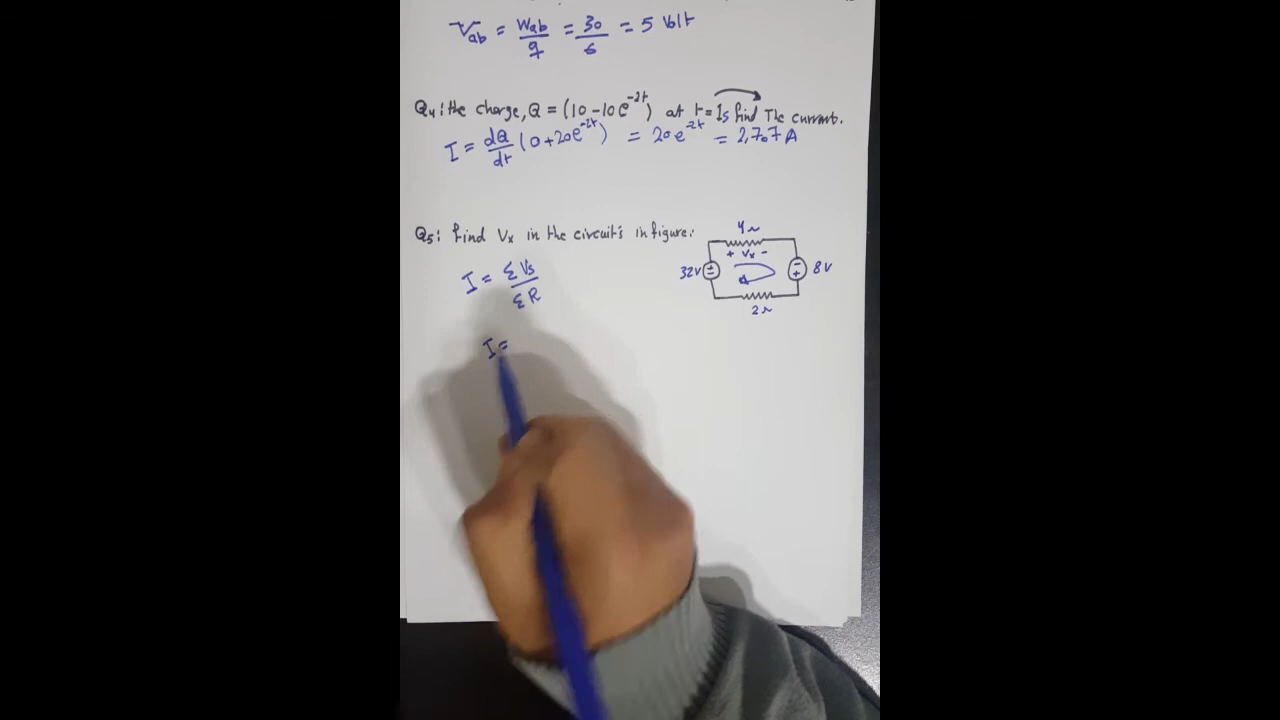 Vab = Wab/q = 30/6 = 5 Volt
Q4: the charge, Q = (10-10e^-2t) at t=1s find The current.
I = dQ/dt (0+20e^-2t) = 20e^-2t = 2,707 A
Q5: find Vx in the circuit's in figure:
4Ω
+ Vx -
32V
8V
2Ω
I = ΣVs/ΣR
I =